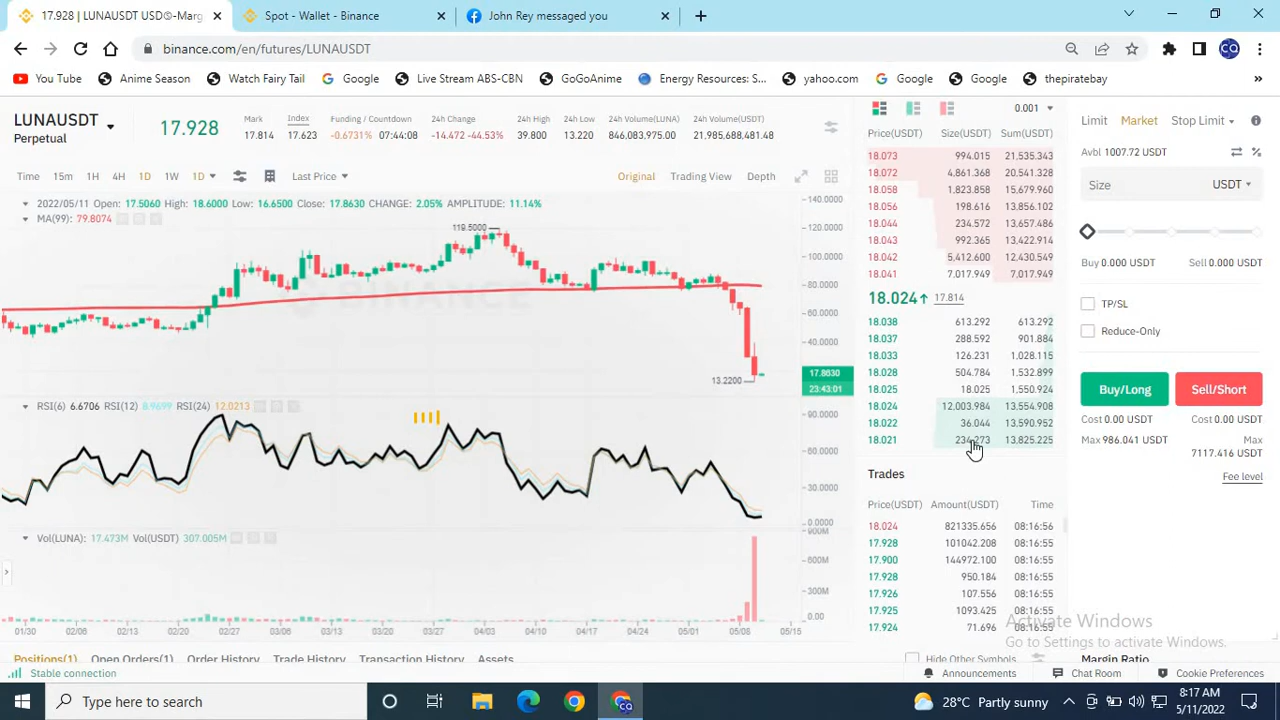 17.928 | LUNAUSDT USDⓈ-Marg
Spot - Wallet - Binance
John Rey messaged you
binance.com/en/futures/LUNAUSDT
You Tube
Anime Season
Watch Fairy Tail
Google
Live Stream ABS-CBN
GoGoAnime
Energy Resources: S...
yahoo.com
Google
Google
thepiratebay
»
LUNAUSDT
Perpetual
17.928
Mark
17.814
Index
17.623
Funding / Countdown
-0.6731% 07:44:08
24h Change
-14.472 -44.53%
24h High
39.800
24h Low
13.220
24h Volume(LUNA)
846.083,975.00
24h Volume(USDT)
21,985.688,481.48
Time 15m 1H 4H 1D 1W 1D
Last Price
Original Trading View Depth
2022/05/11 Open: 17.5060 High: 18.6000 Low: 16.6500 Close: 17.8630 CHANGE: 2.05% AMPLITUDE: 11.14%
MA(99): 79.8074
140.0000
119.5000
120.0000
100.0000
80.0000
60.0000
40.0000
17.8630
23:43:01
13.2200
BINANCE
RSI(6) 6.6706 RSI(12) 8.9699 RSI(24) 12.0213
90.0000
60.0000
30.0000
0.0000
Vol(LUNA): 17.473M Vol(USDT) 307.005M
900M
600M
300M
0.00
01/30 02/06 02/13 02/20 02/27 03/06 03/13 03/20 03/27 04/03 04/10 04/17 04/24 05/01 05/08 05/15
Positions(1) Open Orders(1) Order History Trade History Transaction History Assets
Hide Other Symbols
0.001
Price(USDT) Size(USDT) Sum(USDT)
18.073 994.015 21,535.343
18.072 4,861.368 20,541.328
18.058 1,823.858 15,679.960
18.056 198.616 13,856.102
18.044 234.572 13,657.486
18.043 992.365 13,422.914
18.042 5,412.600 12,430.549
18.041 7,017.949 7,017.949
18.024↑ 17.814
18.038 613.292 613.292
18.037 288.592 901.884
18.033 126.231 1,028.115
18.028 504.784 1,532.899
18.025 18.025 1,550.924
18.024 12,003.984 13,554.908
18.022 36.044 13,590.952
18.021 234.273 13,825.225
Trades
Price(USDT) Amount(USDT) Time
18.024 821335.656 08:16:56
17.928 101042.208 08:16:55
17.900 144972.100 08:16:55
17.928 950.184 08:16:55
17.926 107.556 08:16:55
17.925 1093.425 08:16:55
17.924 71.696 08:16:55
Limit Market Stop Limit
Avbl 1007.72 USDT
Size USDT
Buy 0.000 USDT Sell 0.000 USDT
TP/SL
Reduce-Only
Buy/Long Sell/Short
Cost 0.00 USDT Cost 0.00 USDT
Max 986.041 USDT Max
7117.416 USDT
Fee level
Activate Windows
Go to Settings to activate Windows.
Margin Ratio
Stable connection
Announcements Chat Room Cookie Preferences
Type here to search
28°C Partly sunny
8:17 AM
5/11/2022